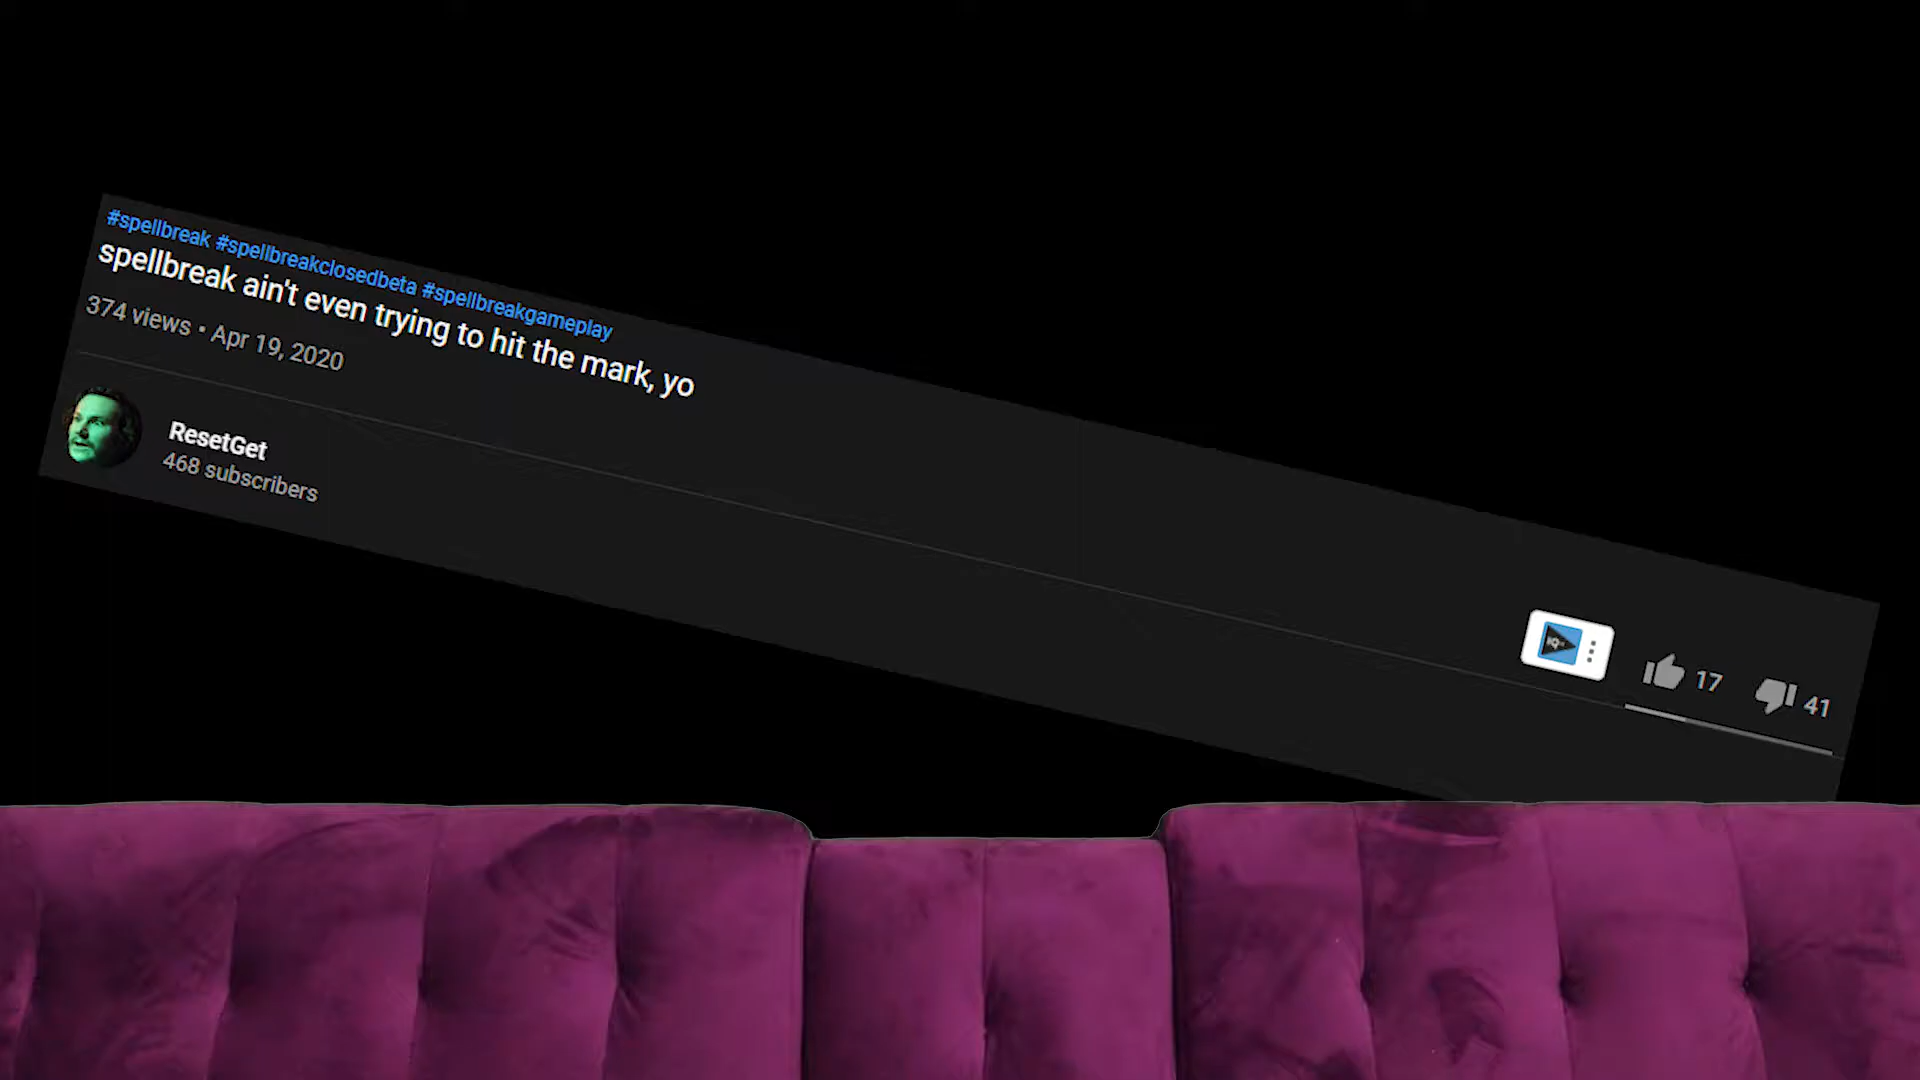 #spellbreak #spellbreakclosedbeta #spellbreakgameplay
spellbreak ain't even trying to hit the mark, yo
374 views • Apr 19, 2020
17
41
ResetGet
468 subscribers